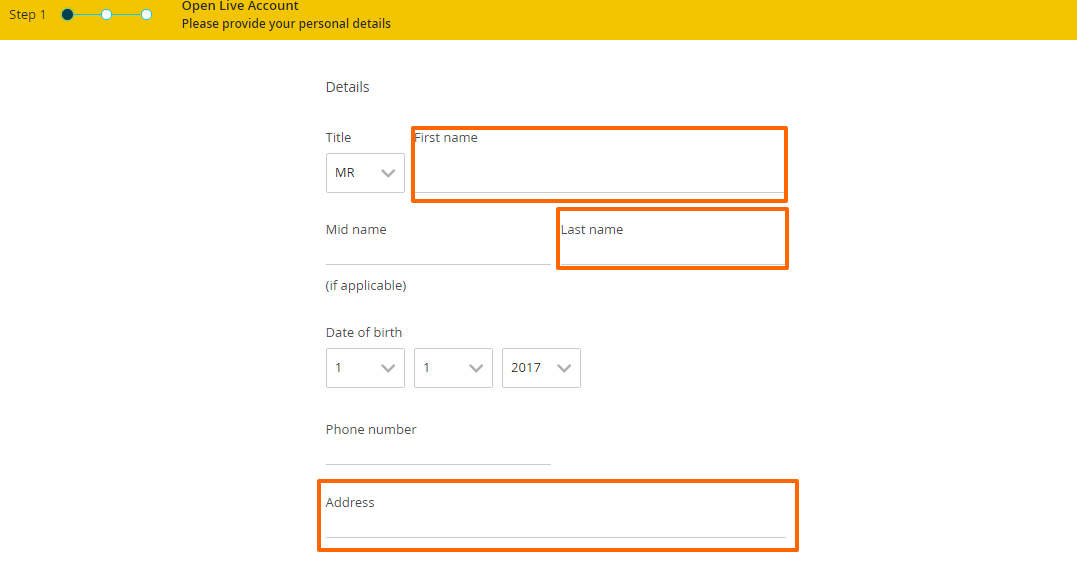 Step 1
Open Live Account
Please provide your personal details
Details
Title
First name
MR
Mid name
Last name
(if applicable)
Date of birth
1
1
2017
Phone number
Address